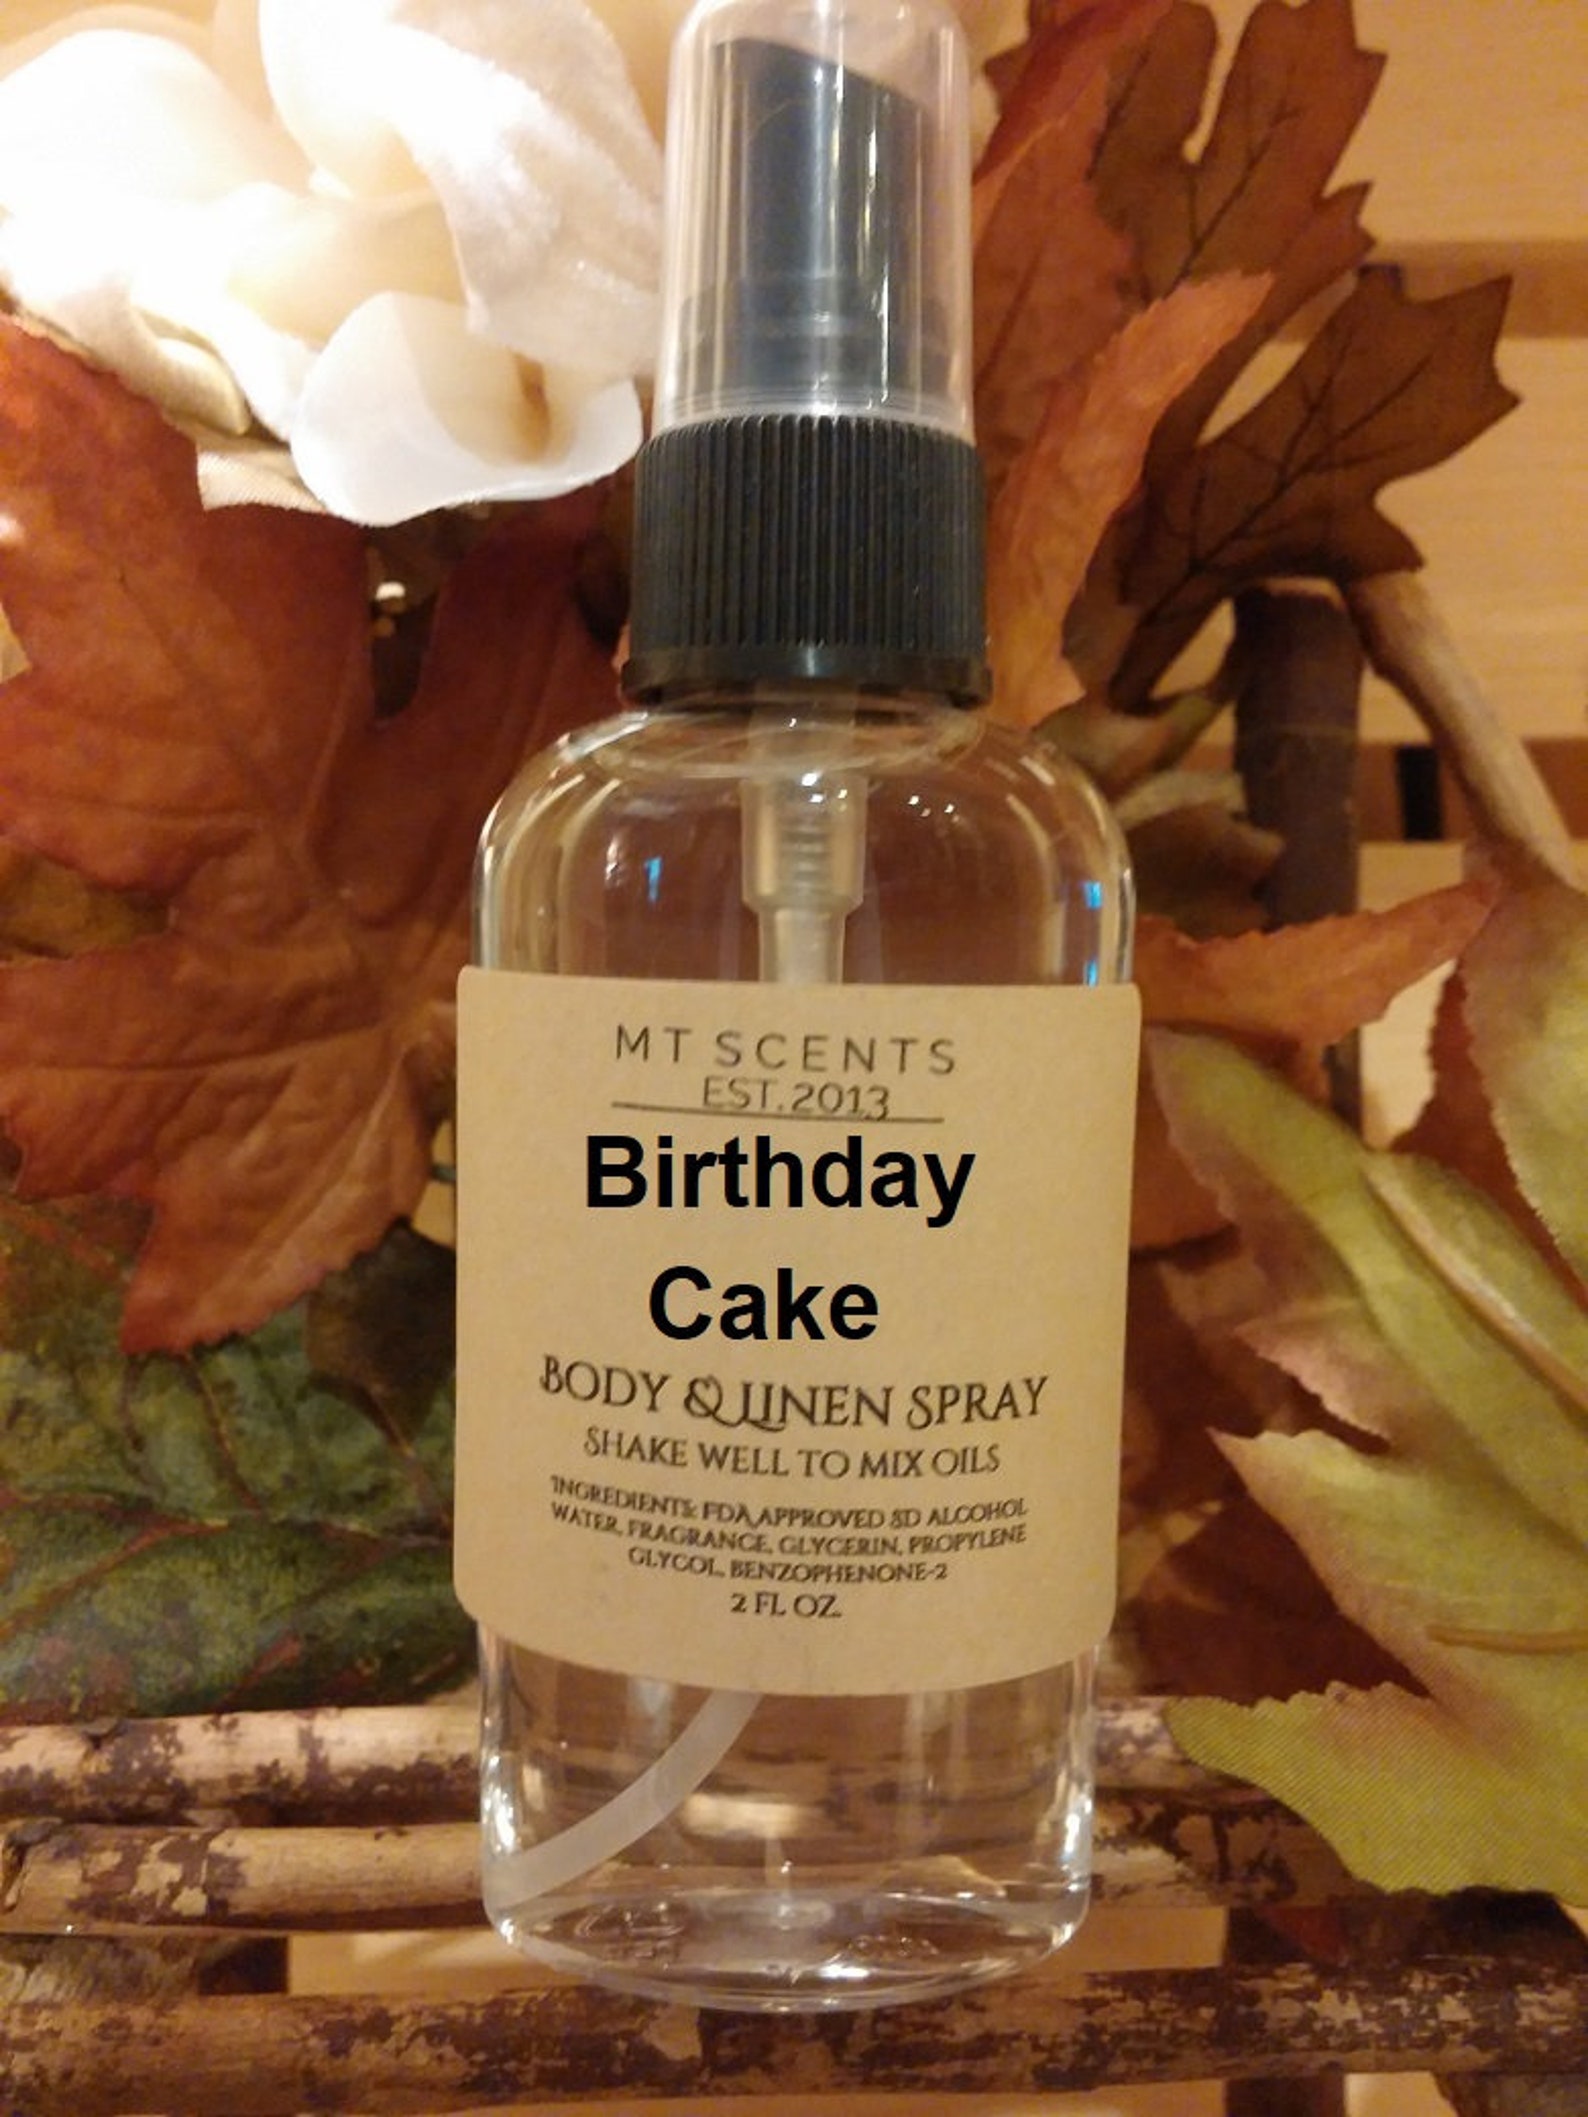 MT SCENTS
EST. 2013
Birthday
Cake
BODY & LINEN SPRAY
SHAKE WELL TO MIX OILS
INGREDIENTS: FDA APPROVED SD ALCOHOL
WATER, FRAGRANCE, GLYCERIN, PROPYLENE
GLYCOL, BENZOPHENONE-2
2 FL OZ.